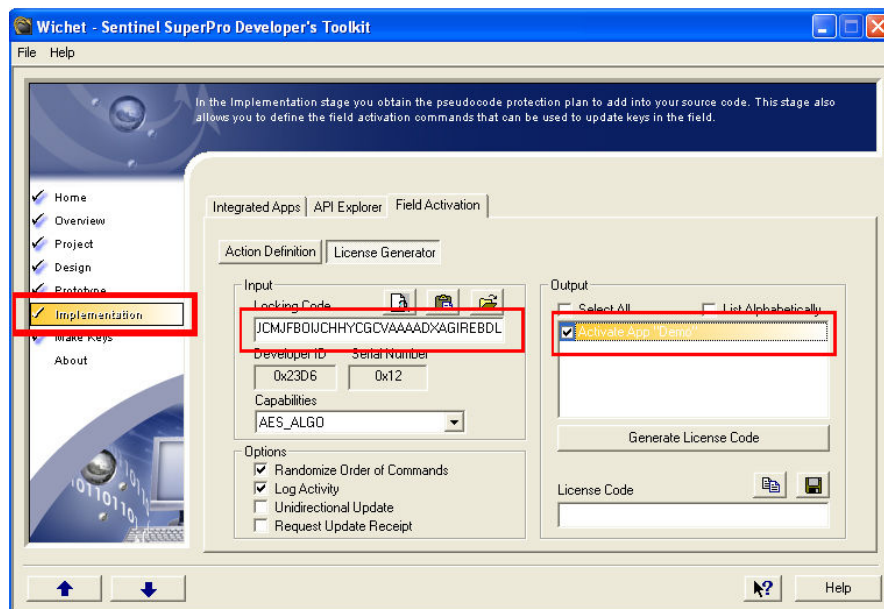 Wichet - Sentinel SuperPro Developer's Toolkit
File Help
In the Implementation stage you obtain the pseudocode protection plan to add into your source code. This stage also
allows you to define the field activation commands that can be used to update keys in the field.
Home
Overview
Project
Design
Prototype
Implementation
Make Keys
About
Integrated Apps API Explorer Field Activation
Action Definition License Generator
Input
Locking Code
JCMJFBOIJCHHYCGCVAAAADXAGIREBDL
Developer ID Serial Number
0x23D6 0x12
Capabilities
AES_ALGO
Options
Randomize Order of Commands
Log Activity
Unidirectional Update
Request Update Receipt
Output
Select All List Alphabetically
Activate App "Demo"
Generate License Code
License Code
Help